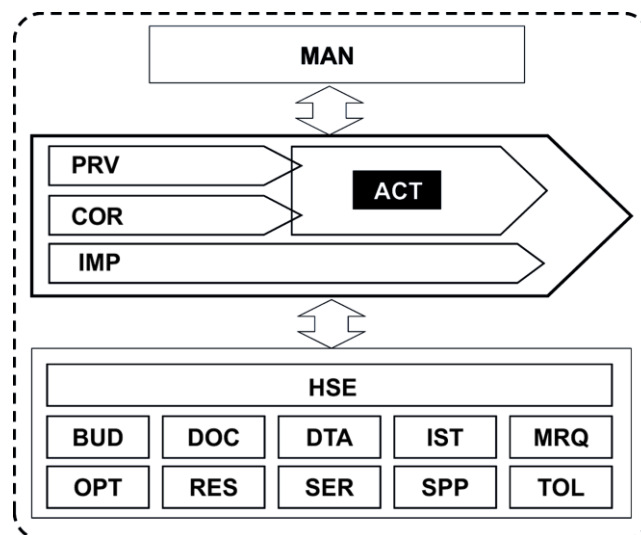 MAN
PRV
ACT
COR
IMP
HSE
BUD DOC DTA IST MRQ
OPT RES SER SPP TOL